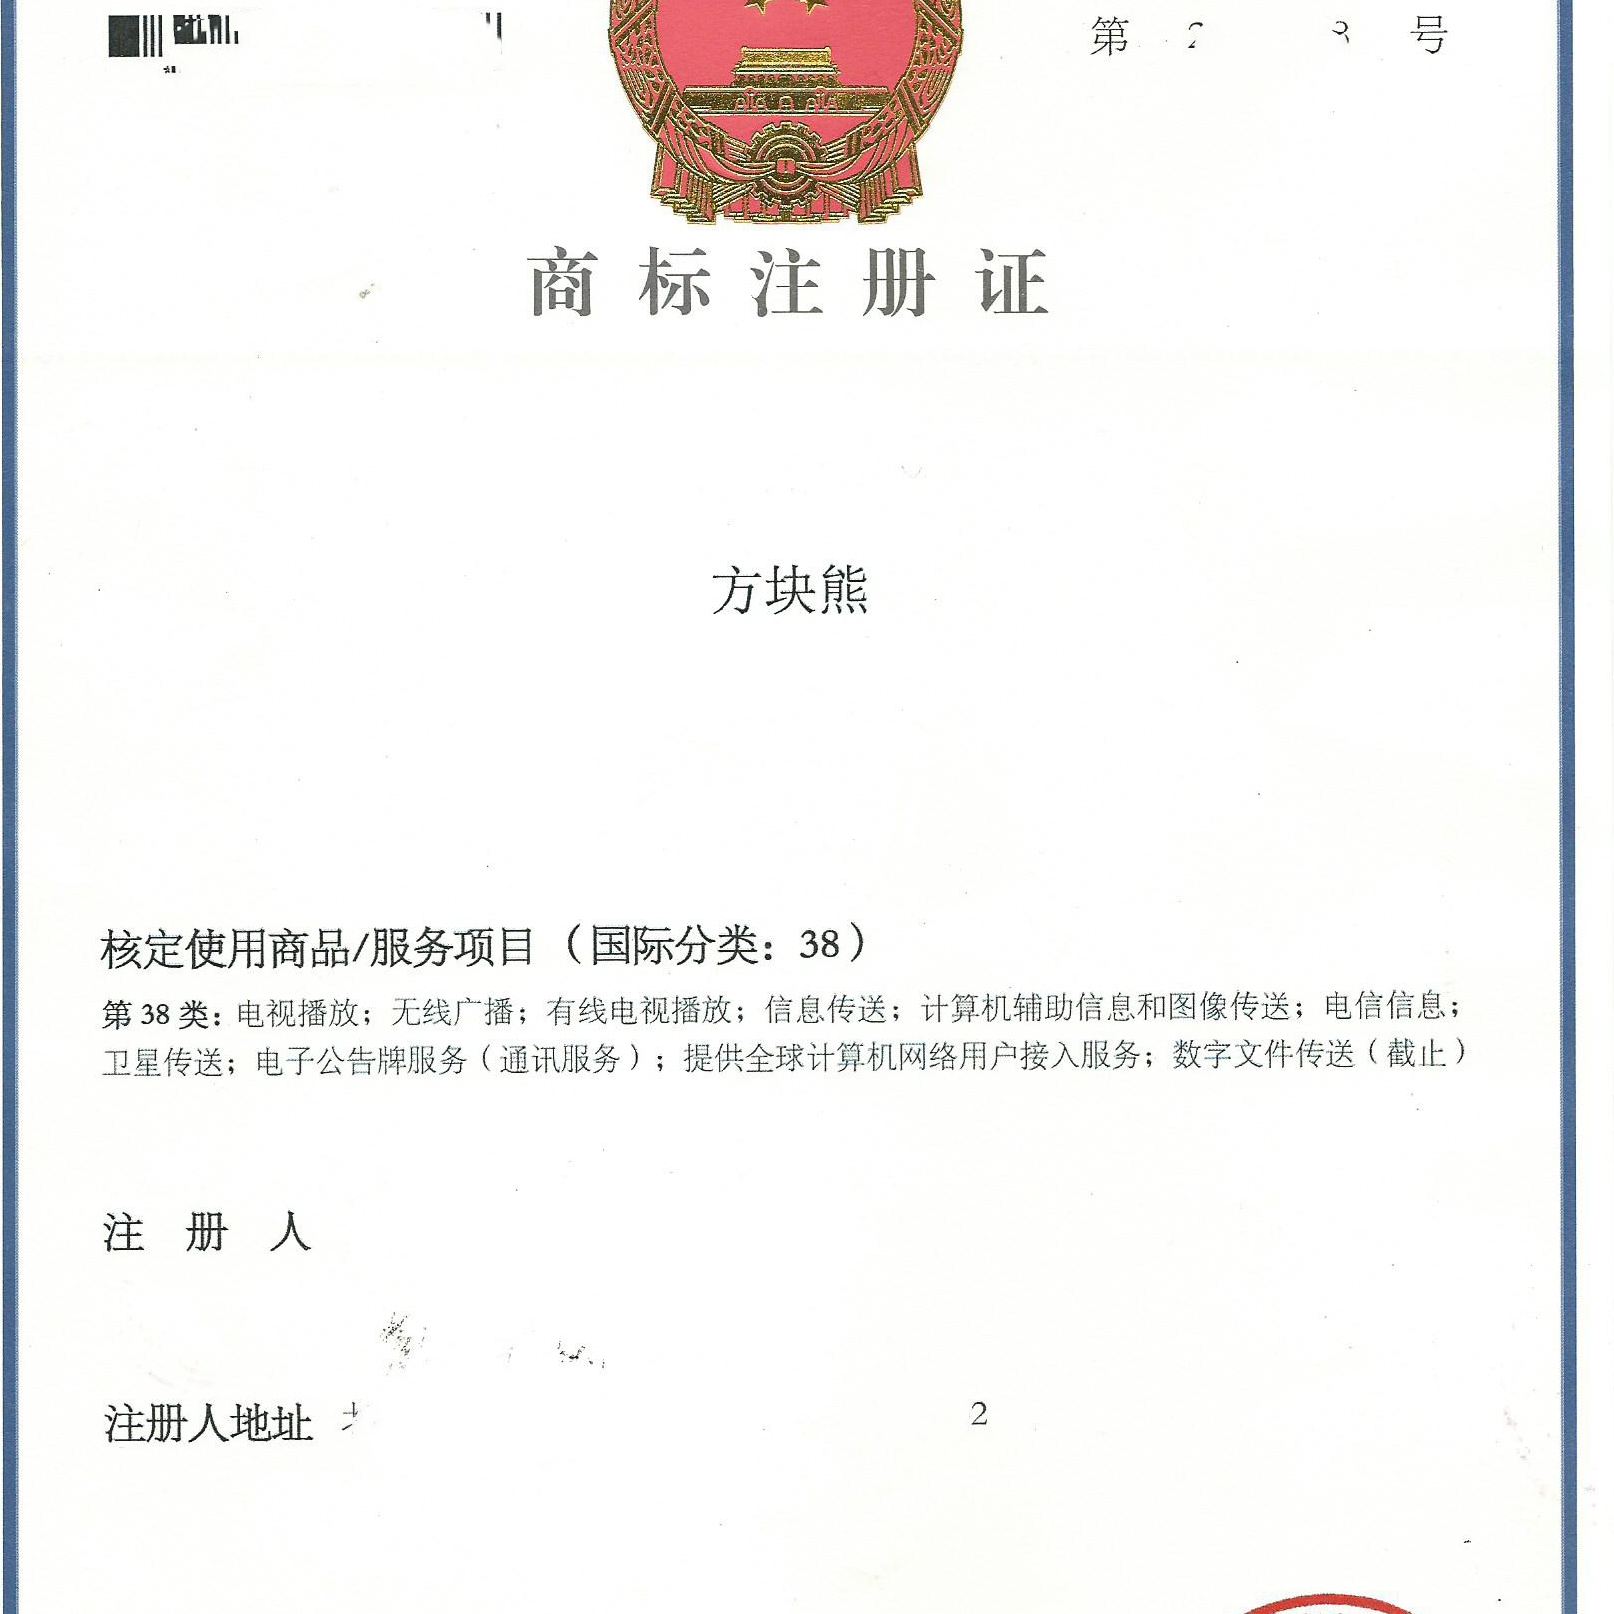 第 号
商标注册证
方块熊
核定使用商品/服务项目（国际分类：38）
第 38 类：电视播放；无线广播；有线电视播放；信息传送；计算机辅助信息和图像传送；电信信息；
卫星传送；电子公告牌服务（通讯服务）；提供全球计算机网络用户接入服务；数字文件传送（截止）
注 册 人
注册人地址 2